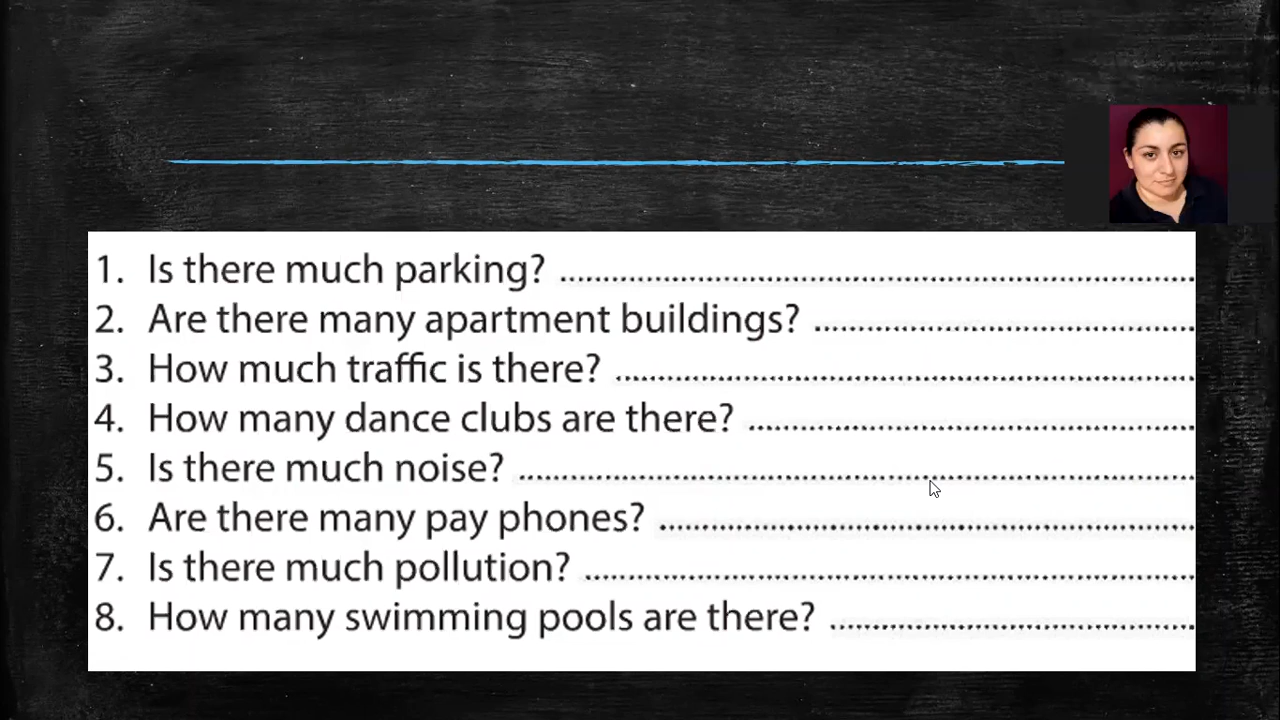 1. Is there much parking? ........................................
2. Are there many apartment buildings? ........................................
3. How much traffic is there? ........................................
4. How many dance clubs are there? ........................................
5. Is there much noise? ........................................
6. Are there many pay phones? ........................................
7. Is there much pollution? ........................................
8. How many swimming pools are there? ........................................